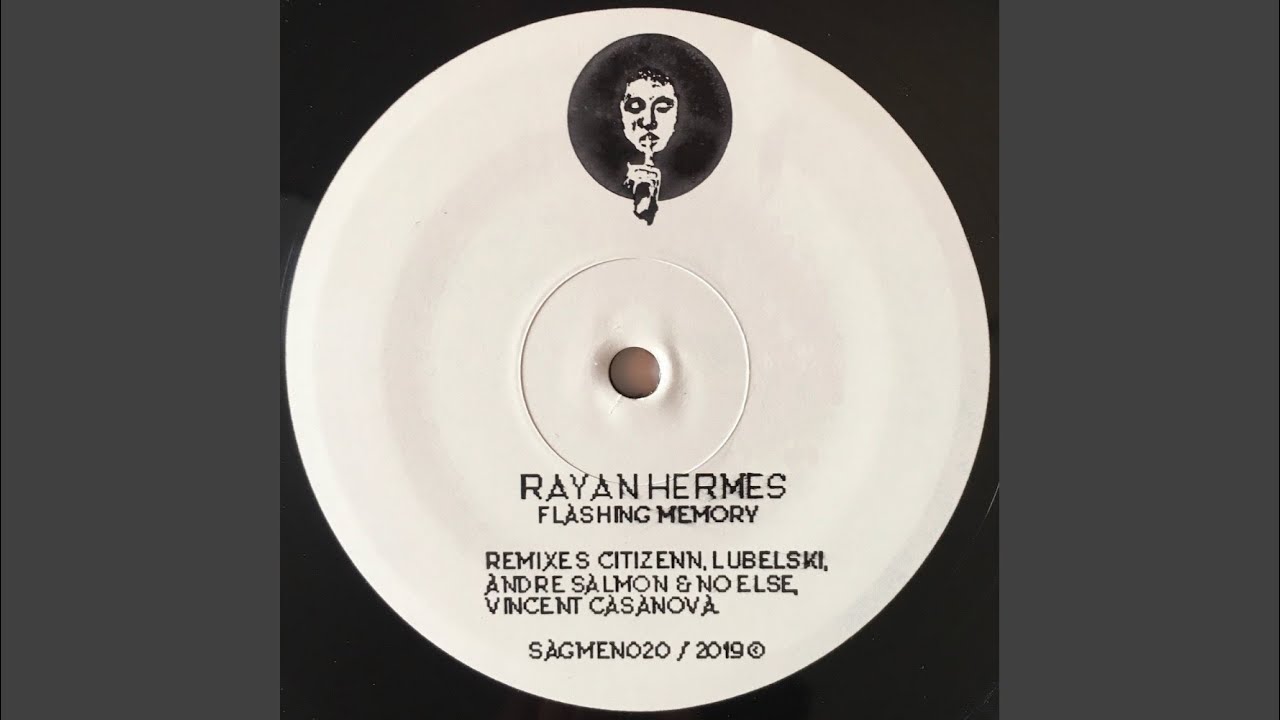 RAYAN HERMES
FLASHING MEMORY
REMIXES CITIZENN, LUBELSKI,
ANDRE SALMON & NO ELSE,
VINCENT CASANOVA.
SAGMEN020 / 2019©